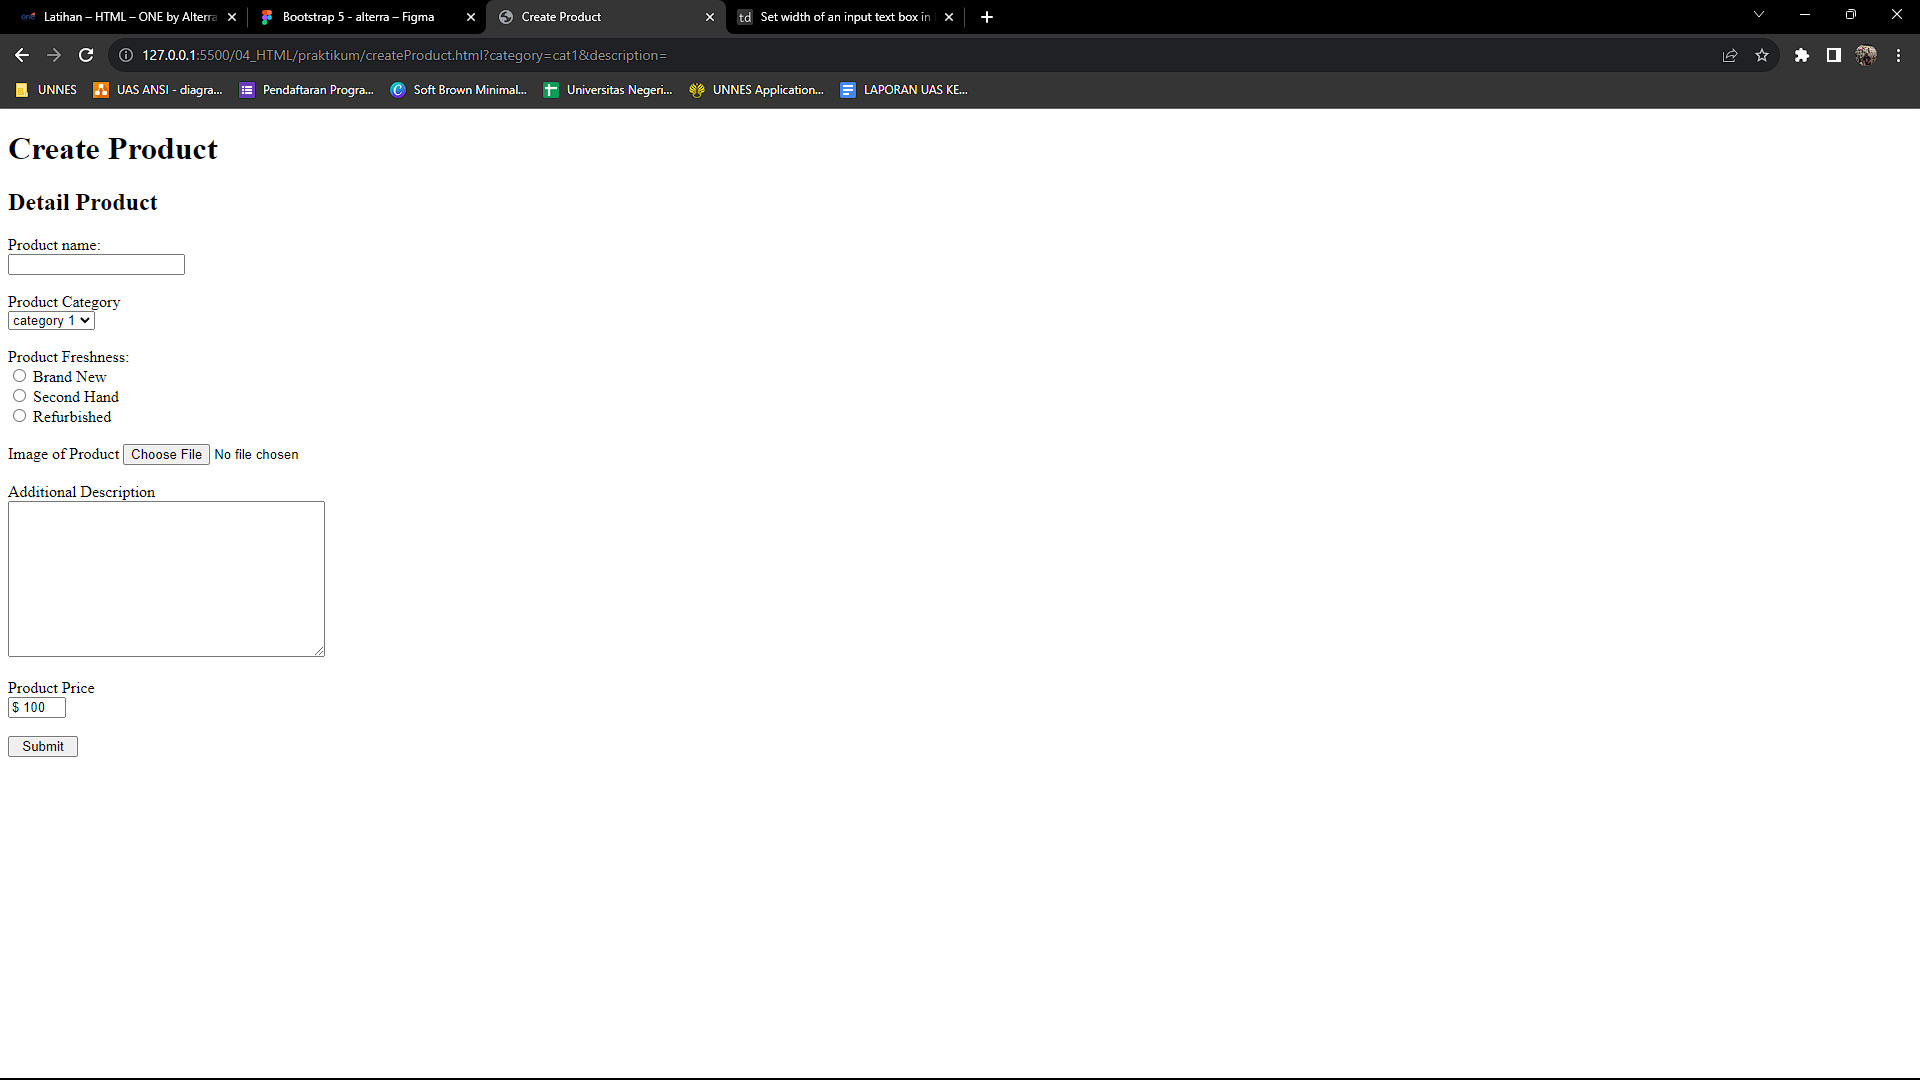 one Latihan – HTML – ONE by Alterra
Bootstrap 5 - alterra – Figma
Create Product
td Set width of an input text box in
127.0.0.1:5500/04_HTML/praktikum/createProduct.html?category=cat1&description=
UNNES
UAS ANSI - diagra...
Pendaftaran Progra...
Soft Brown Minimal...
Universitas Negeri...
UNNES Application...
LAPORAN UAS KE...
Create Product
Detail Product
Product name:
Product Category
category 1
Product Freshness:
Brand New
Second Hand
Refurbished
Image of Product Choose File No file chosen
Additional Description
Product Price
$ 100
Submit